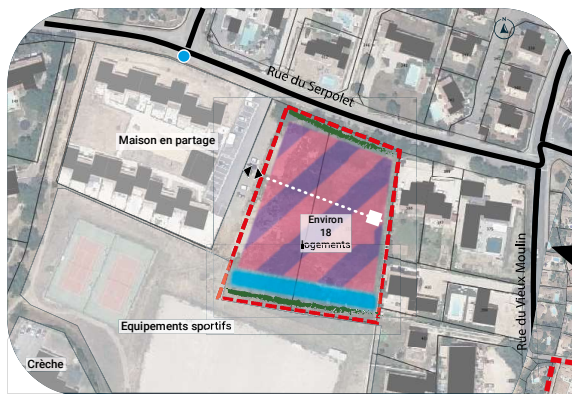 N
Rue du Serpolet
Maison en partage
Environ
18
logements
Rue du Vieux Moulin
Equipements sportifs
Crèche